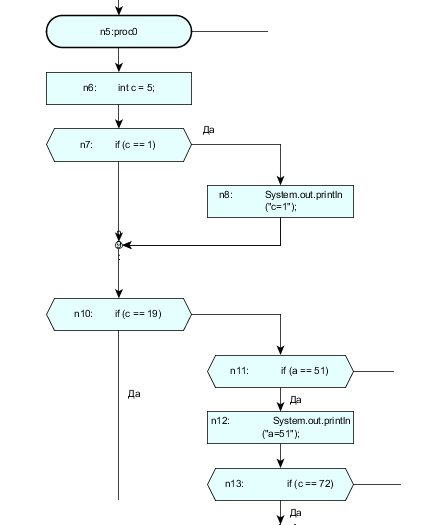 n5:proc0
n6: int c = 5;
n7: if (c == 1)
Да
n8: System.out.println
("c=1");
n10: if (c == 19)
n11: if (a == 51)
Да
Да
n12: System.out.println
("a=51");
n13: if (c == 72)
Да